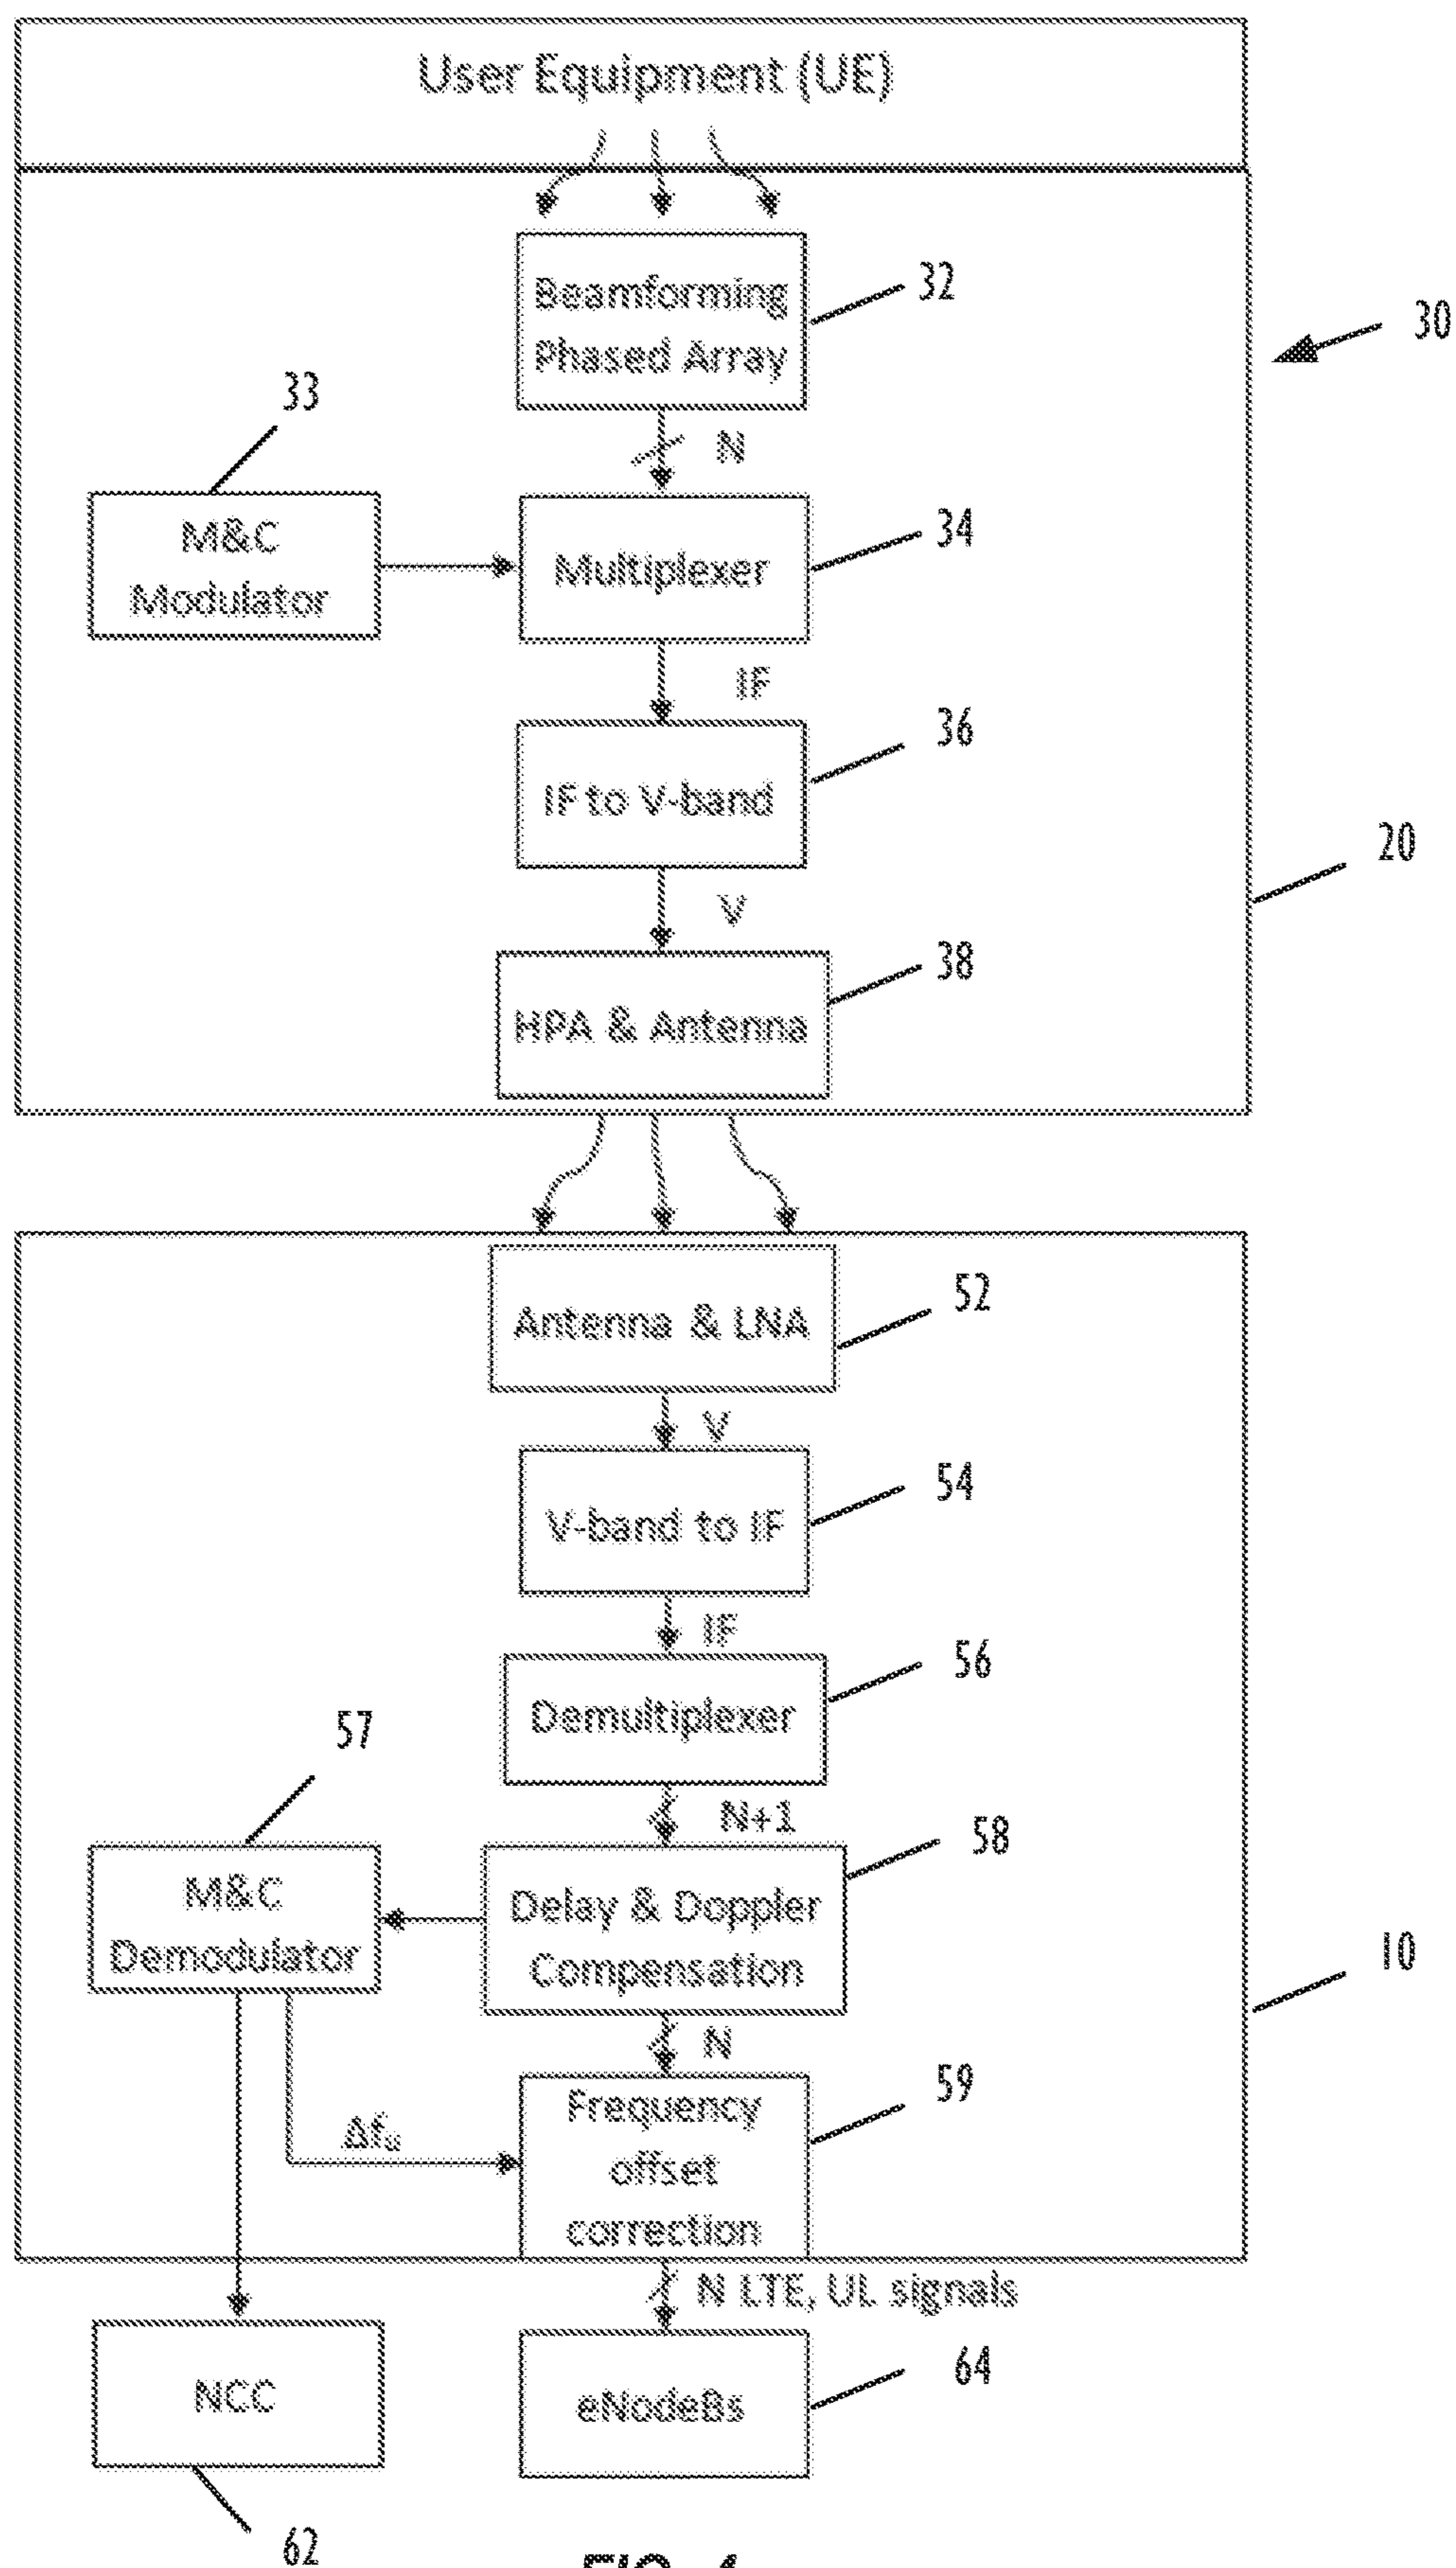 User Equipment (UE)
Beamforming
Phased Array
32
30
N
33
M&C
Modulator
Multiplexer
34
IF
IF to V-band
36
20
V
HPA & Antenna
38
Antenna & LNA
52
V
V-band to IF
54
IF
Demultiplexer
56
57
N+1
M&C
Demodulator
Delay & Doppler
Compensation
58
10
N
Δfᵤ
Frequency
offset
correction
59
N LTE, UL signals
NCC
eNodeBs
64
62